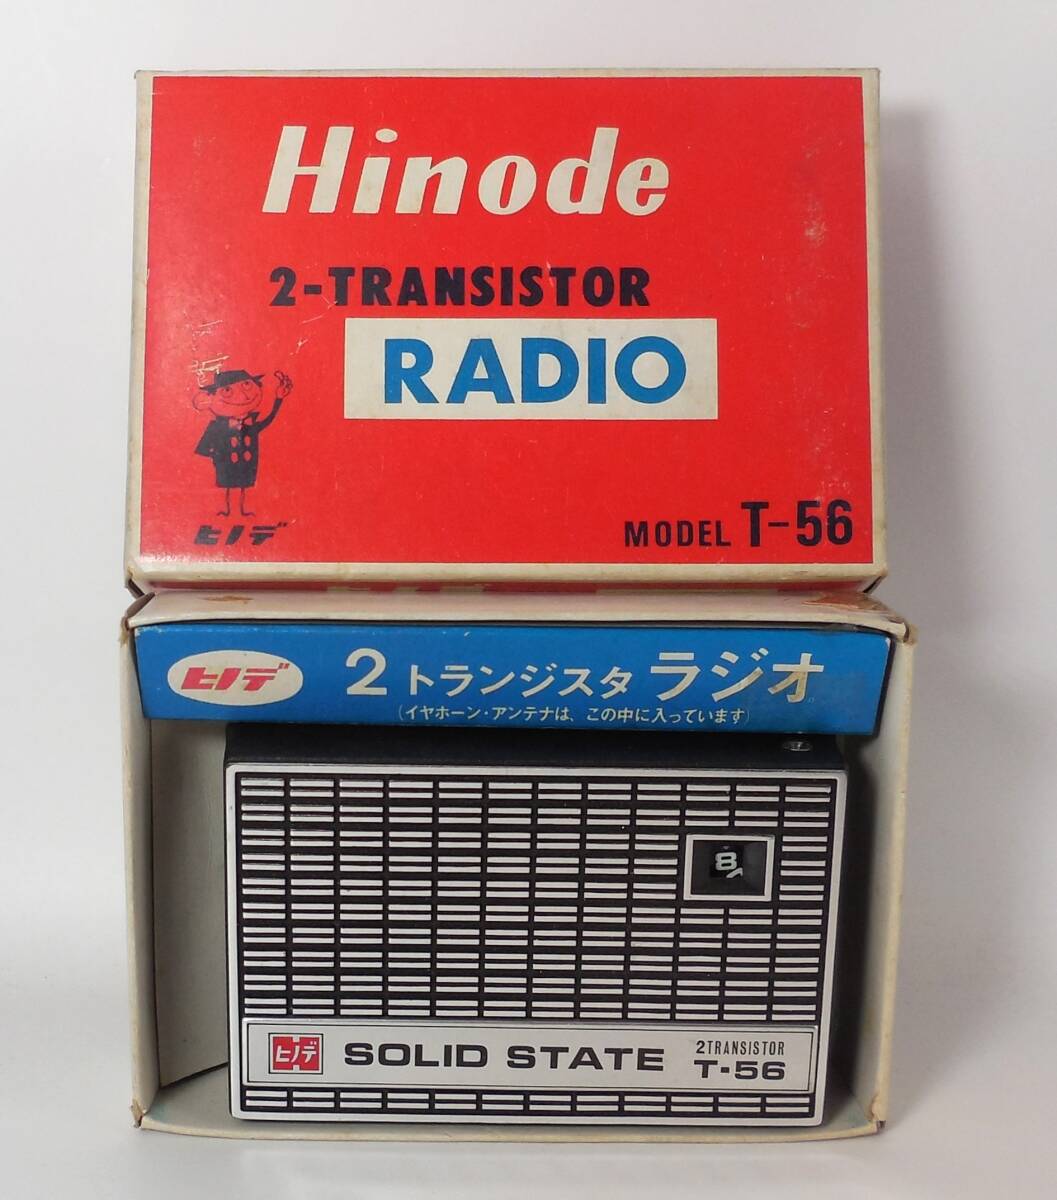 Hinode
2-TRANSISTOR
RADIO
ヒノデ
MODEL T-56
ヒノデ 2トランジスタ ラジオ
(イヤホーン・アンテナは、この中に入っています)
8
ヒノデ SOLID STATE 2TRANSISTOR
T-56